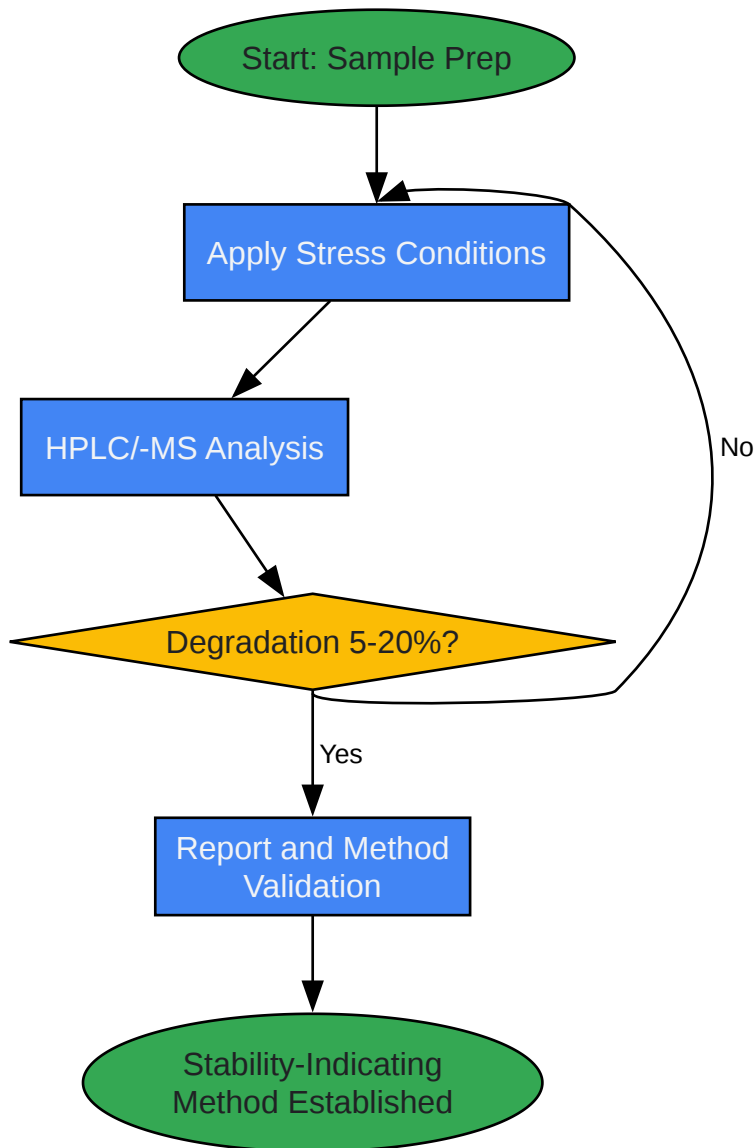 Start: Sample Prep
Apply Stress Conditions
HPLC/-MS Analysis
No
Degradation 5-20%?
Yes
Report and Method
Validation
Stability-Indicating
Method Established